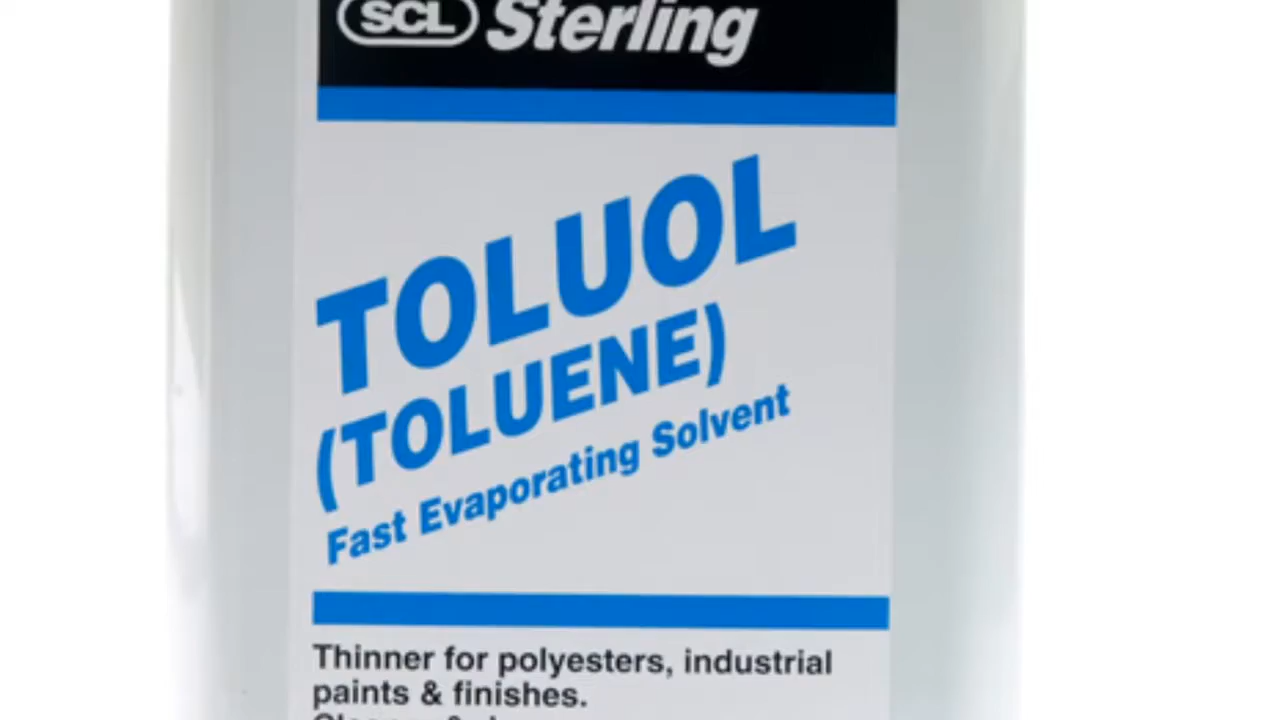 SCL Sterling
TOLUOL
(TOLUENE)
Fast Evaporating Solvent
Thinner for polyesters, industrial
paints & finishes.